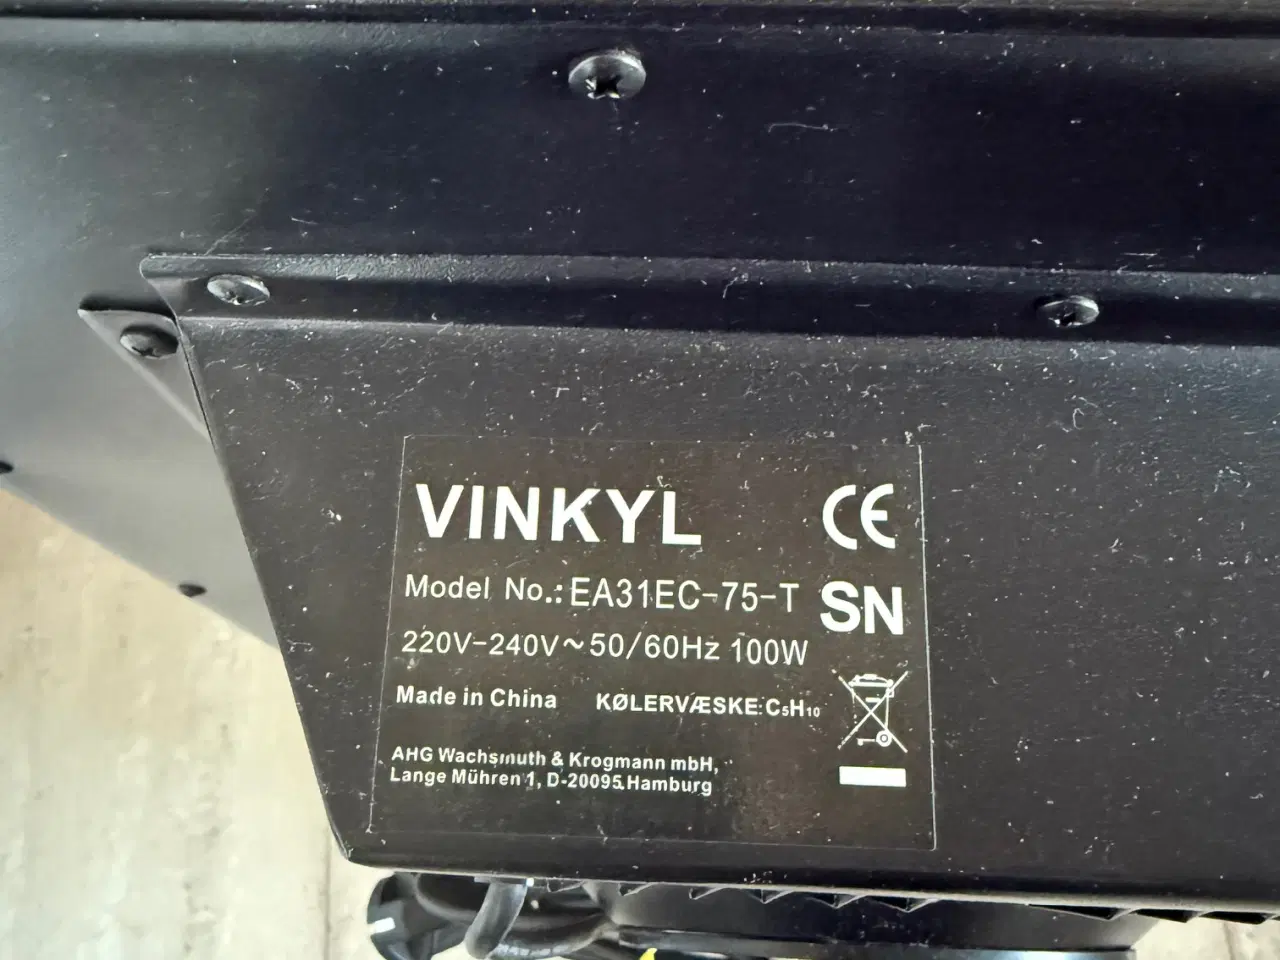 VINKYL CE
Model No.: EA31EC-75-T SN
220V-240V~50/60Hz 100W
Made in China KØLERVÆSKE:C₅H₁₀
AHG Wachsmuth & Krogmann mbH,
Lange Mühren 1, D-20095 Hamburg